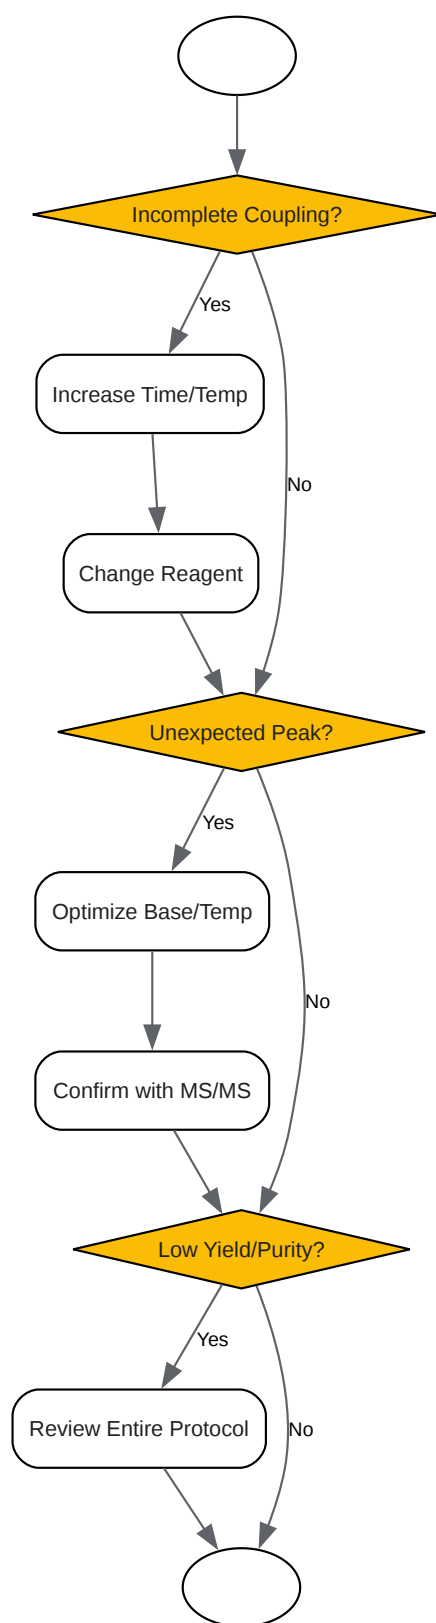 Incomplete Coupling?
Yes
Increase Time/Temp
No
Change Reagent
Unexpected Peak?
Yes
Optimize Base/Temp
No
Confirm with MS/MS
Low Yield/Purity?
Yes
Review Entire Protocol
No